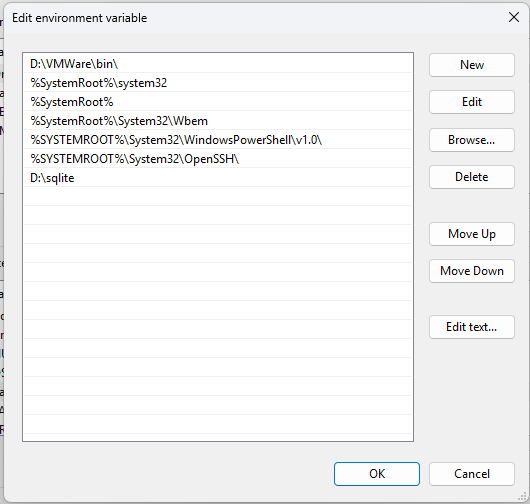 Edit environment variable
D:\VMWare\bin\
%SystemRoot%\system32
%SystemRoot%
%SystemRoot%\System32\Wbem
%SYSTEMROOT%\System32\WindowsPowerShell\v1.0\
%SYSTEMROOT%\System32\OpenSSH\
D:\sqlite
New
Edit
Browse...
Delete
Move Up
Move Down
Edit text...
OK
Cancel